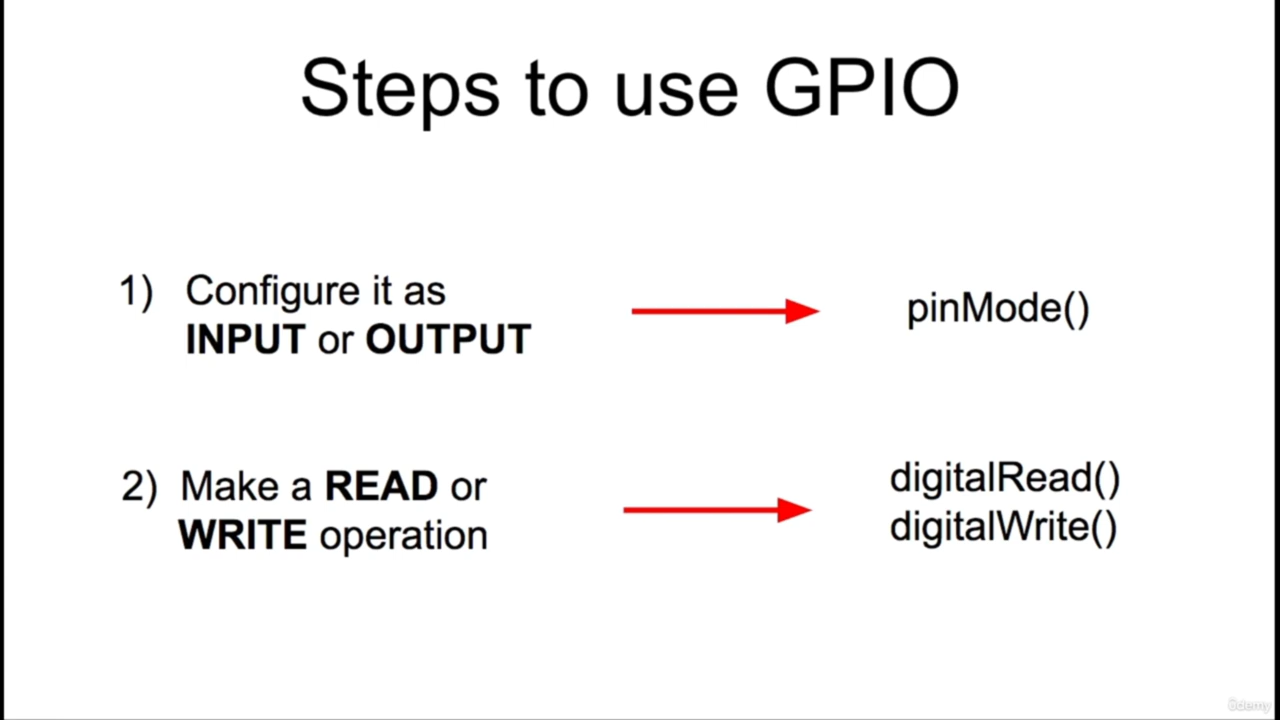 Steps to use GPIO
1) Configure it as
INPUT or OUTPUT
pinMode()
2) Make a READ or
WRITE operation
digitalRead()
digitalWrite()
ûdemy